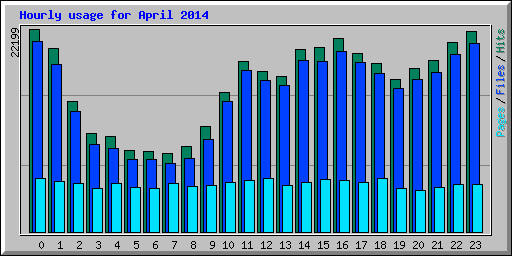 Hourly usage for April 2014
22199
Pages / Files / Hits
0 1 2 3 4 5 6 7 8 9 10 11 12 13 14 15 16 17 18 19 20 21 22 23